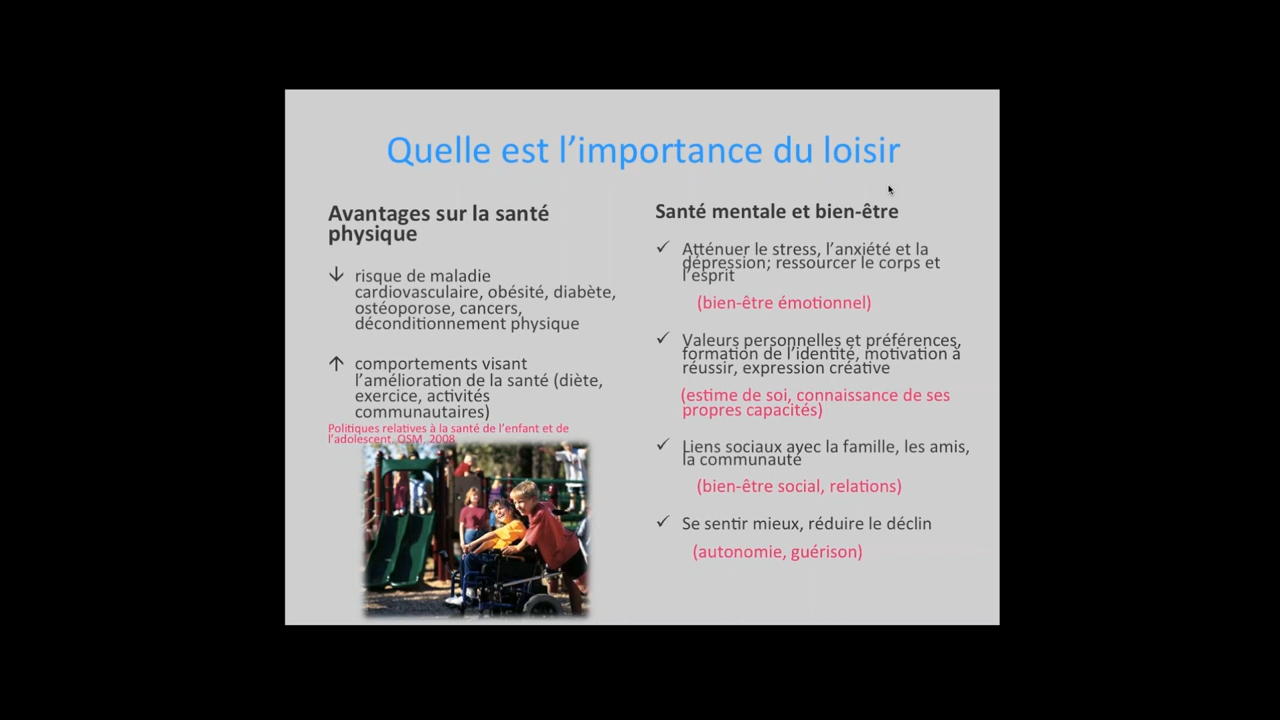 Quelle est l’importance du loisir
Avantages sur la santé
physique
↓ risque de maladie
cardiovasculaire, obésité, diabète,
ostéoporose, cancers,
déconditionnement physique
↑ comportements visant
l’amélioration de la santé (diète,
exercice, activités
communautaires)
Politiques relatives à la santé de l’enfant et de
l’adolescent, OSM, 2008
Santé mentale et bien-être
✓ Atténuer le stress, l’anxiété et la
dépression; ressourcer le corps et
l’esprit
(bien-être émotionnel)
✓ Valeurs personnelles et préférences,
formation de l’identité, motivation à
réussir, expression créative
(estime de soi, connaissance de ses
propres capacités)
✓ Liens sociaux avec la famille, les amis,
la communauté
(bien-être social, relations)
✓ Se sentir mieux, réduire le déclin
(autonomie, guérison)